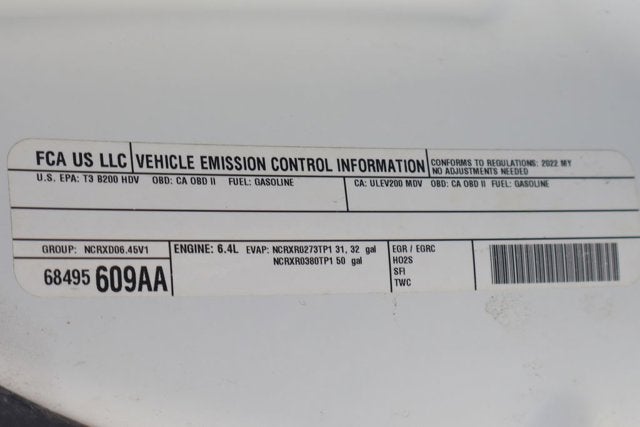 FCA US LLC VEHICLE EMISSION CONTROL INFORMATION CONFORMS TO REGULATIONS: 2022 MY
NO ADJUSTMENTS NEEDED
U.S. EPA: T3 B200 HDV OBD: CA OBD II FUEL: GASOLINE CA: ULEV200 MDV OBD: CA OBD II FUEL: GASOLINE
GROUP: NCRXD06.45V1 ENGINE: 6.4L EVAP: NCRXR0273TP1 31, 32 gal EGR / EGRC
NCRXR0380TP1 50 gal HO2S
68495 609AA SFI
TWC